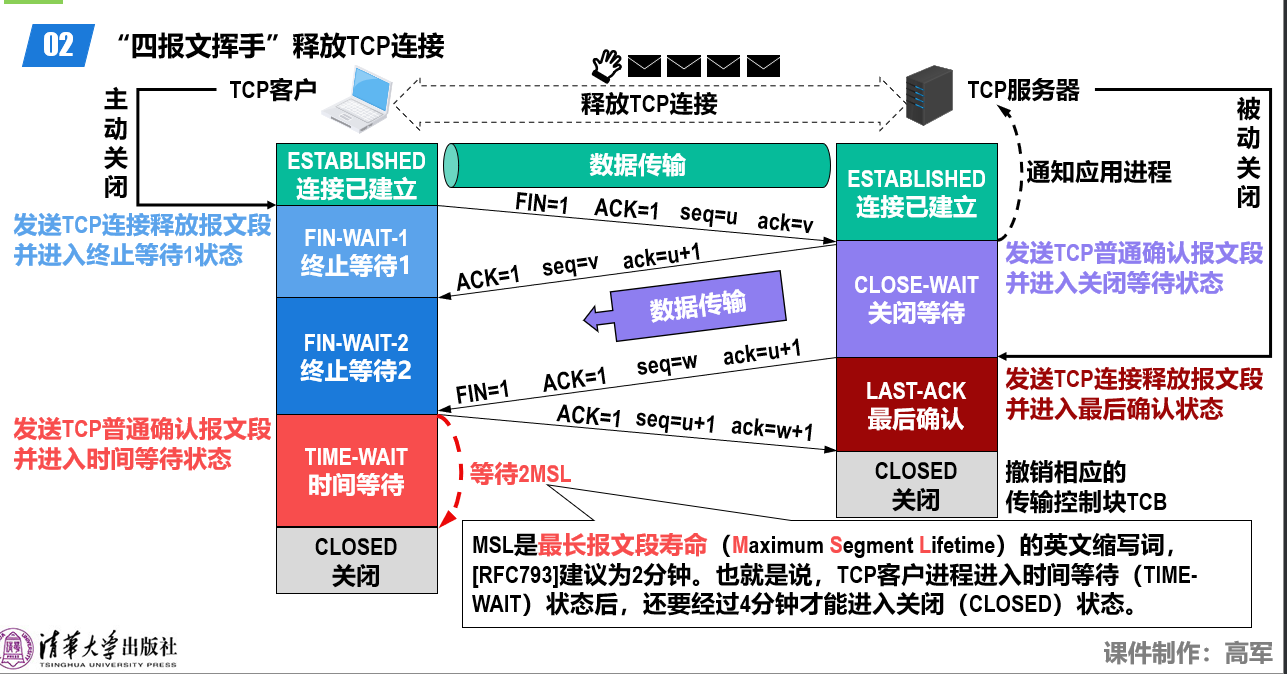 02 “四报文挥手”释放TCP连接
TCP客户
释放TCP连接
TCP服务器
主动关闭
被动关闭
通知应用进程
ESTABLISHED
连接已建立
数据传输
ESTABLISHED
连接已建立
FIN=1 ACK=1 seq=u ack=v
发送TCP连接释放报文段
并进入终止等待1状态
FIN-WAIT-1
终止等待1
ACK=1 seq=v ack=u+1
CLOSE-WAIT
关闭等待
发送TCP普通确认报文段
并进入关闭等待状态
数据传输
FIN-WAIT-2
终止等待2
FIN=1 ACK=1 seq=w ack=u+1
LAST-ACK
最后确认
发送TCP连接释放报文段
并进入最后确认状态
ACK=1 seq=u+1 ack=w+1
发送TCP普通确认报文段
并进入时间等待状态
TIME-WAIT
时间等待
等待2MSL
CLOSED
关闭
撤销相应的
传输控制块TCB
CLOSED
关闭
MSL是最长报文段寿命（Maximum Segment Lifetime）的英文缩写词，
[RFC793]建议为2分钟。也就是说，TCP客户进程进入时间等待（TIME-
WAIT）状态后，还要经过4分钟才能进入关闭（CLOSED）状态。
清华大学出版社
TSINGHUA UNIVERSITY PRESS
课件制作：高军